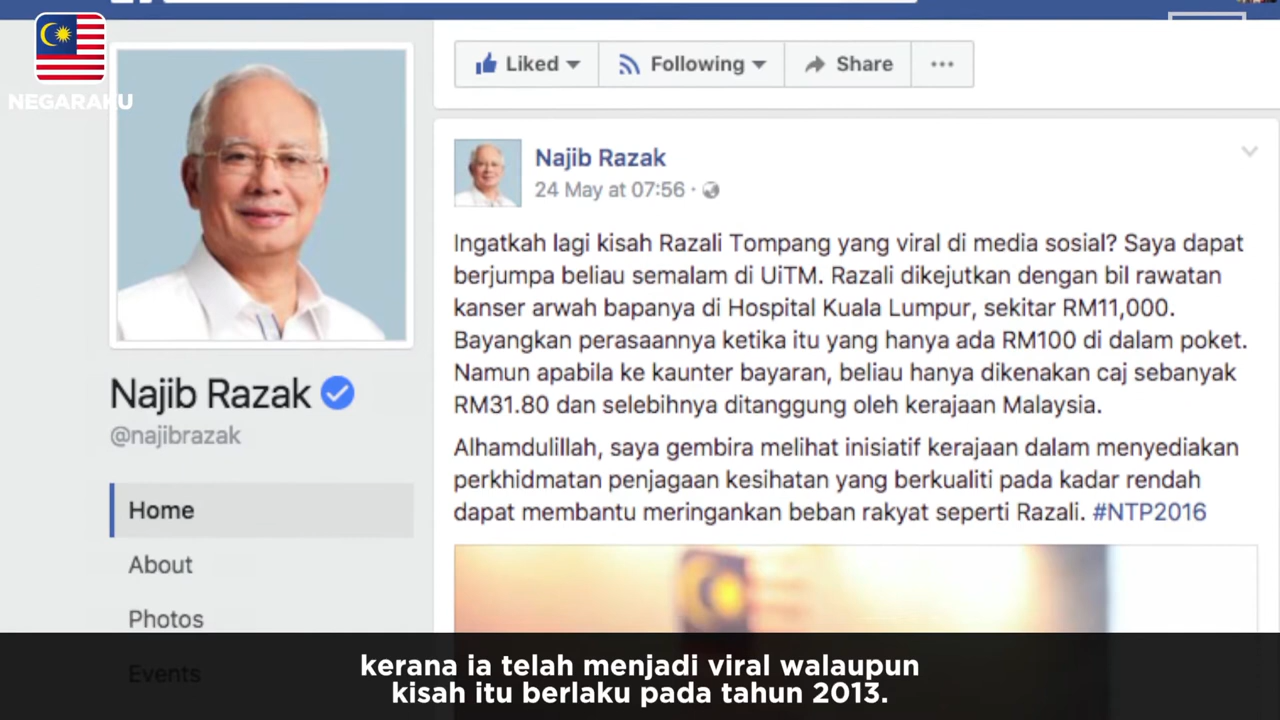 NEGARAKU
Liked
Following
Share
Najib Razak
@najibrazak
Home
About
Photos
Events
Najib Razak
24 May at 07:56 ·
Ingatkah lagi kisah Razali Tompang yang viral di media sosial? Saya dapat
berjumpa beliau semalam di UiTM. Razali dikejutkan dengan bil rawatan
kanser arwah bapanya di Hospital Kuala Lumpur, sekitar RM11,000.
Bayangkan perasaannya ketika itu yang hanya ada RM100 di dalam poket.
Namun apabila ke kaunter bayaran, beliau hanya dikenakan caj sebanyak
RM31.80 dan selebihnya ditanggung oleh kerajaan Malaysia.
Alhamdulillah, saya gembira melihat inisiatif kerajaan dalam menyediakan
perkhidmatan penjagaan kesihatan yang berkualiti pada kadar rendah
dapat membantu meringankan beban rakyat seperti Razali. #NTP2016
kerana ia telah menjadi viral walaupun
kisah itu berlaku pada tahun 2013.